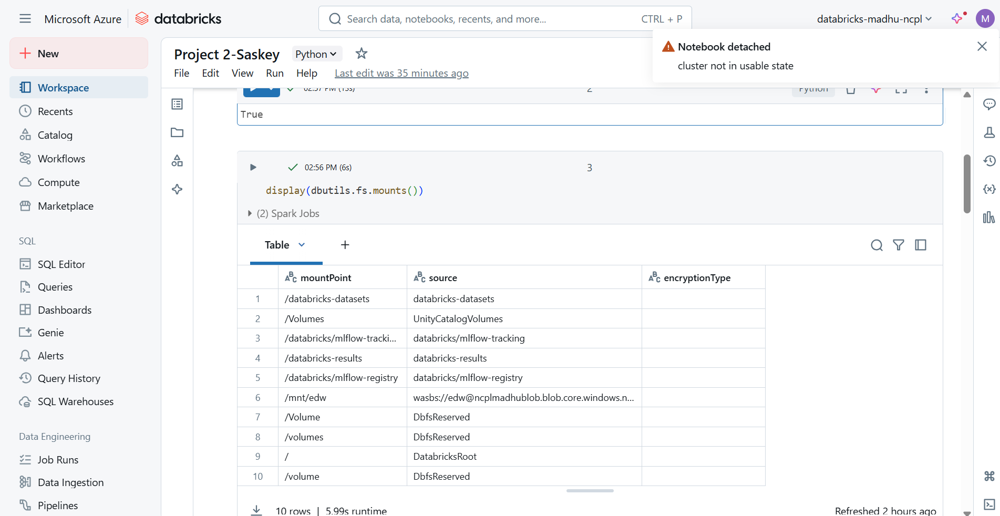 Microsoft Azure
databricks
Search data, notebooks, recents, and more...
CTRL + P
databricks-madhu-ncpl
M
Notebook detached
cluster not in usable state
New
Workspace
Recents
Catalog
Workflows
Compute
Marketplace
SQL
SQL Editor
Queries
Dashboards
Genie
Alerts
Query History
SQL Warehouses
Data Engineering
Job Runs
Data Ingestion
Pipelines
Project 2-Saskey
Python
File Edit View Run Help Last edit was 35 minutes ago
02:57 PM (13s)
2
Python
True
02:56 PM (6s)
3
display(dbutils.fs.mounts())
(2) Spark Jobs
Table
mountPoint source encryptionType
1 /databricks-datasets databricks-datasets
2 /Volumes UnityCatalogVolumes
3 /databricks/mlflow-tracki... databricks/mlflow-tracking
4 /databricks-results databricks-results
5 /databricks/mlflow-registry databricks/mlflow-registry
6 /mnt/edw wasbs://edw@ncplmadhublob.blob.core.windows.n...
7 /Volume DbfsReserved
8 /volumes DbfsReserved
9 / DatabricksRoot
10 /volume DbfsReserved
10 rows | 5.99s runtime
Refreshed 2 hours ago